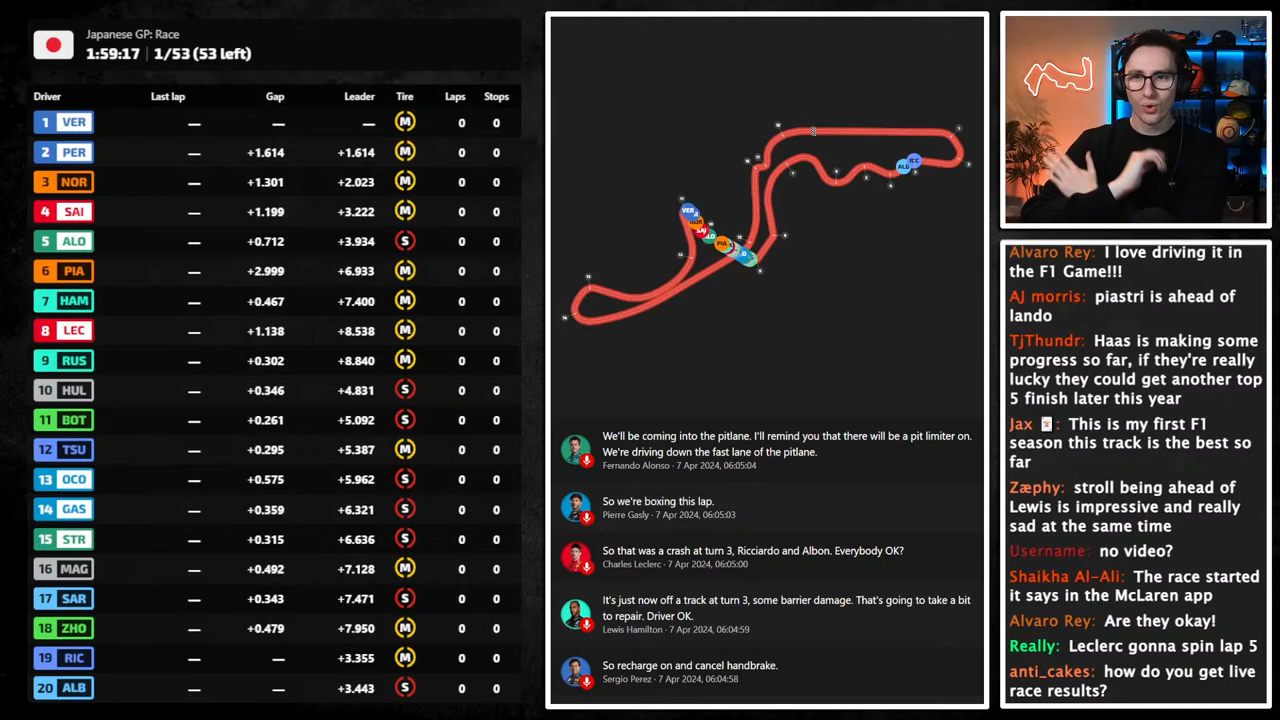 Japanese GP: Race
1:59:17 | 1/53 (53 left)
Driver Last lap Gap Leader Tire Laps Stops
1 VER — — — M 0 0
2 PER — +1.614 +1.614 M 0 0
3 NOR — +1.301 +2.023 M 0 0
4 SAI — +1.199 +3.222 M 0 0
5 ALO — +0.712 +3.934 S 0 0
6 PIA — +2.999 +6.933 M 0 0
7 HAM — +0.467 +7.400 M 0 0
8 LEC — +1.138 +8.538 M 0 0
9 RUS — +0.302 +8.840 M 0 0
10 HUL — +0.346 +4.831 S 0 0
11 BOT — +0.261 +5.092 S 0 0
12 TSU — +0.295 +5.387 M 0 0
13 OCO — +0.575 +5.962 S 0 0
14 GAS — +0.359 +6.321 S 0 0
15 STR — +0.315 +6.636 S 0 0
16 MAG — +0.492 +7.128 M 0 0
17 SAR — +0.343 +7.471 S 0 0
18 ZHO — +0.479 +7.950 M 0 0
19 RIC — — +3.355 M 0 0
20 ALB — — +3.443 S 0 0
ALB RIC
VER
PIA
We'll be coming into the pitlane. I'll remind you that there will be a pit limiter on.
We're driving down the fast lane of the pitlane.
Fernando Alonso · 7 Apr 2024, 06:05:04
So we're boxing this lap.
Pierre Gasly · 7 Apr 2024, 06:05:03
So that was a crash at turn 3, Ricciardo and Albon. Everybody OK?
Charles Leclerc · 7 Apr 2024, 06:05:00
It's just now off a track at turn 3, some barrier damage. That's going to take a bit
to repair. Driver OK.
Lewis Hamilton · 7 Apr 2024, 06:04:59
So recharge on and cancel handbrake.
Sergio Perez · 7 Apr 2024, 06:04:58
Alvaro Rey: I love driving it in
the F1 Game!!!
AJ morris: piastri is ahead of
lando
TjThundr: Haas is making some
progress so far, if they're really
lucky they could get another top
5 finish later this year
Jax 🃏: This is my first F1
season this track is the best so
far
Zæphy: stroll being ahead of
Lewis is impressive and really
sad at the same time
Username: no video?
Shaikha Al-Ali: The race started
it says in the McLaren app
Alvaro Rey: Are they okay!
Really: Leclerc gonna spin lap 5
anti_cakes: how do you get live
race results?